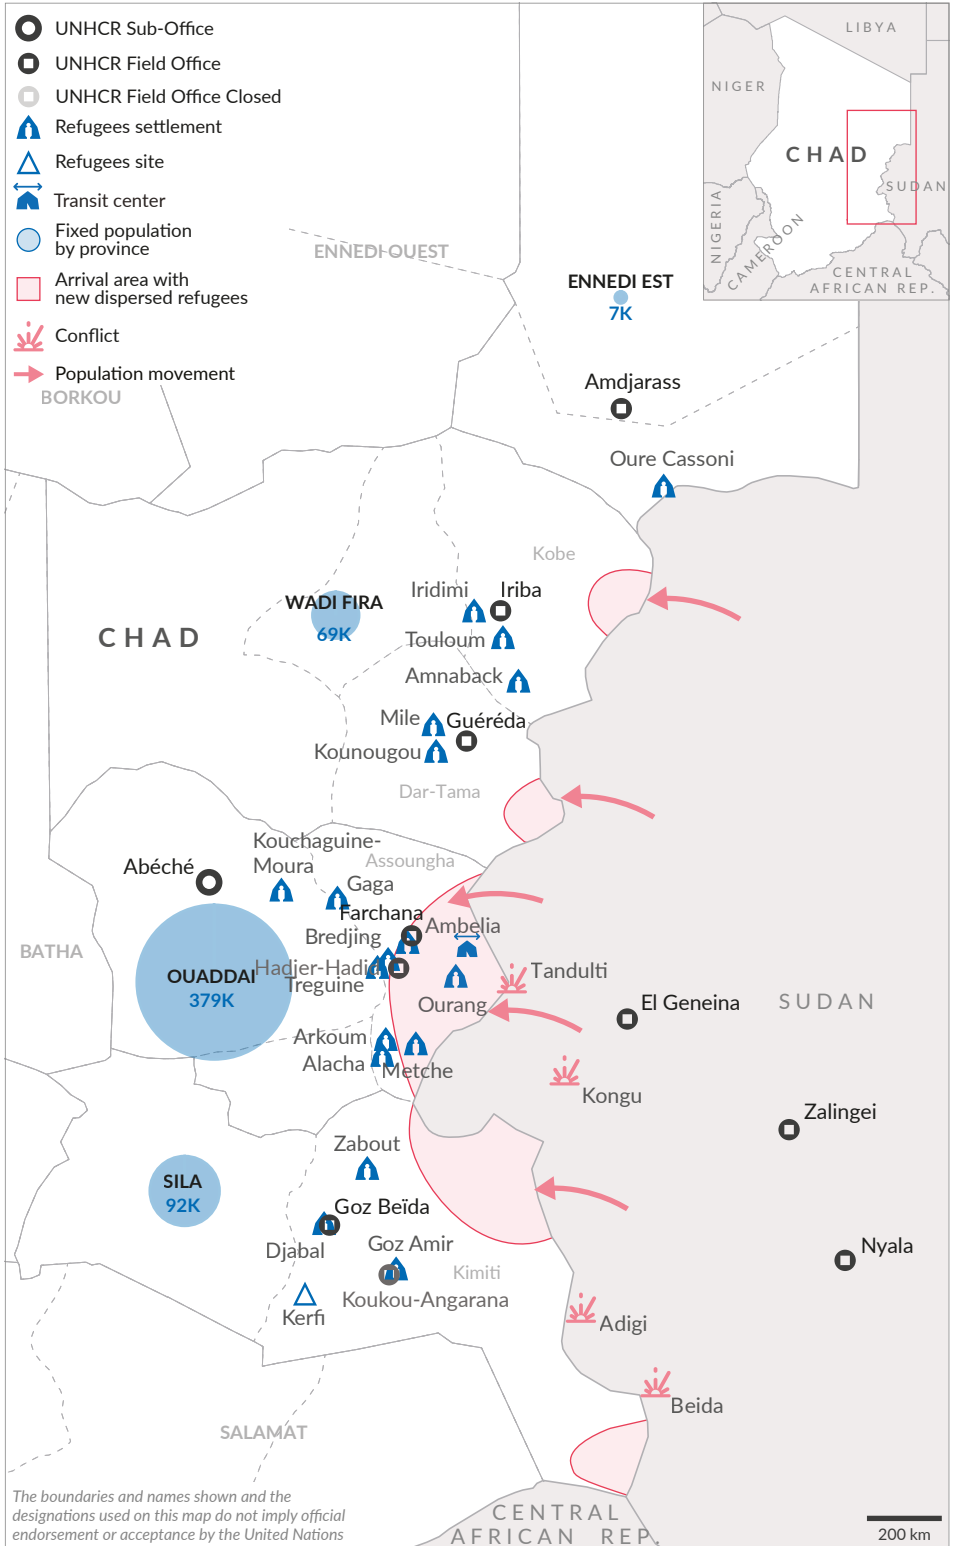 UNHCR Sub-Office
UNHCR Field Office
UNHCR Field Office Closed
Refugees settlement
Refugees site
Transit center
Fixed population
by province
Arrival area with
new dispersed refugees
Conflict
Population movement
LIBYA
NIGER
CHAD
SUDAN
NIGERIA
CAMEROON
CENTRAL
AFRICAN REP.
ENNEDI OUEST
ENNEDI EST
7K
BORKOU
Amdjarass
Oure Cassoni
Kobe
Iridimi
Iriba
WADI FIRA
69K
CHAD
Touloum
Amnaback
Mile
Guéréda
Kounougou
Dar-Tama
Kouchaguine-
Moura
Assoungha
Abéché
Gaga
Farchana
Ambelia
Bredjing
BATHA
Hadjer-Hadid
Treguine
OUADDAI
379K
Tandulti
Ourang
El Geneina
SUDAN
Arkoum
Alacha
Metche
Kongu
Zalingei
Zabout
SILA
92K
Goz Beïda
Djabal
Goz Amir
Kimiti
Nyala
Koukou-Angarana
Kerfi
Adigi
Beida
SALAMAT
The boundaries and names shown and the
designations used on this map do not imply official
endorsement or acceptance by the United Nations
CENTRAL
AFRICAN REP.
200 km